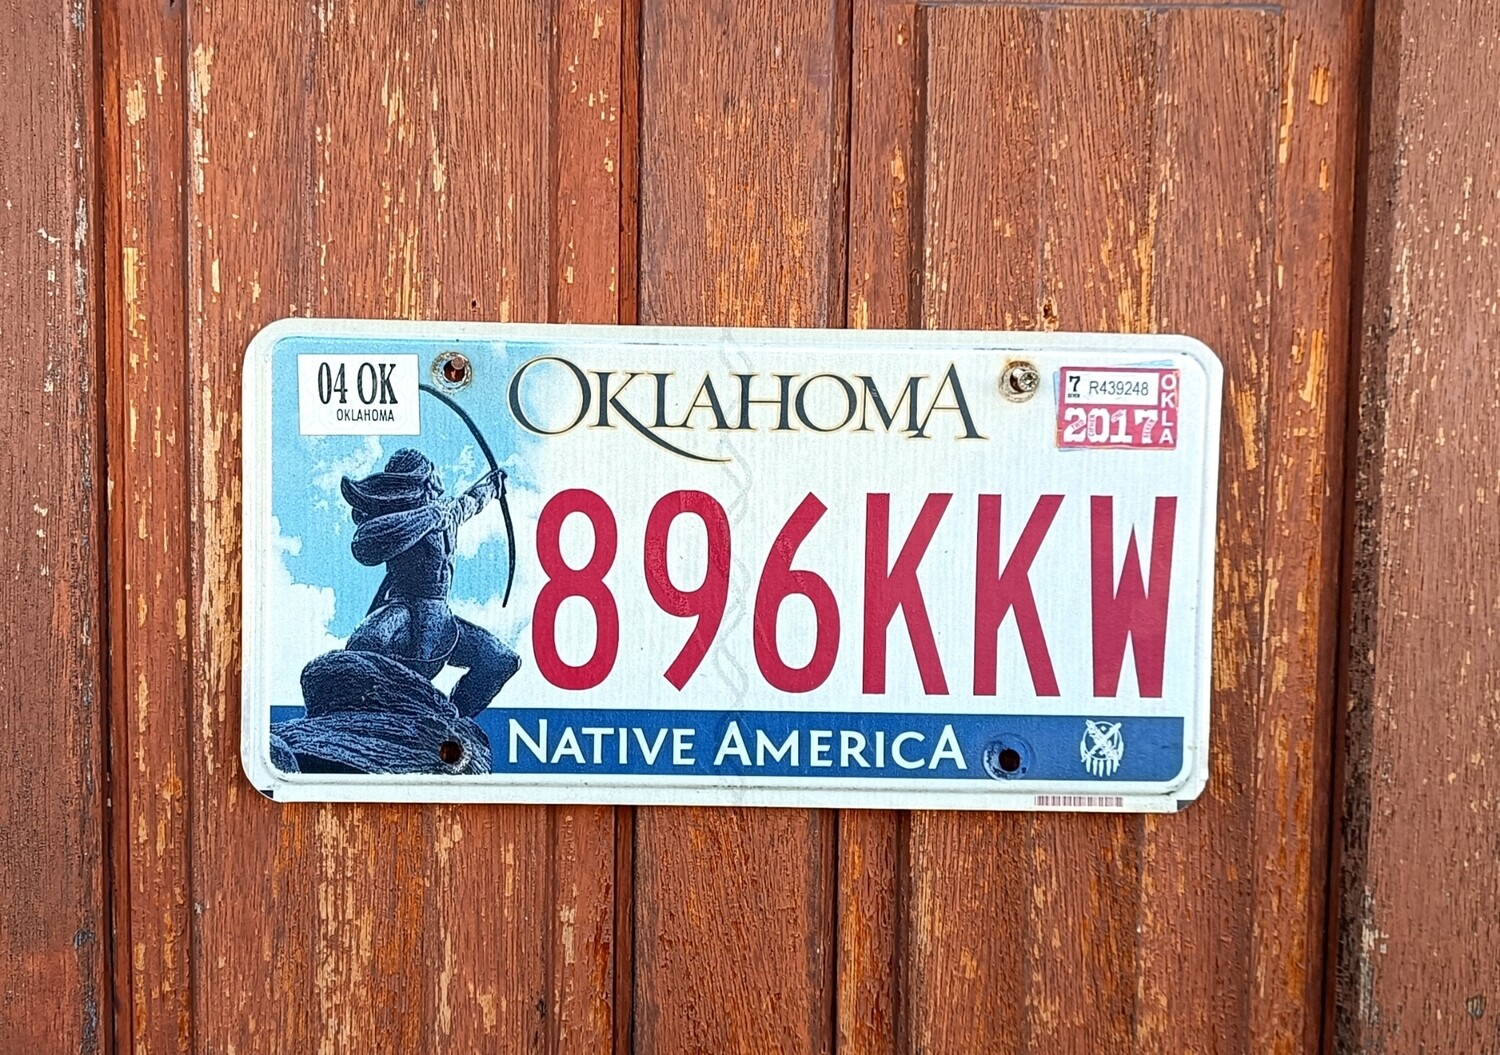 04 OK
OKLAHOMA
OKLAHOMA
7 R439248
2017
OKLA
896KKW
NATIVE AMERICA